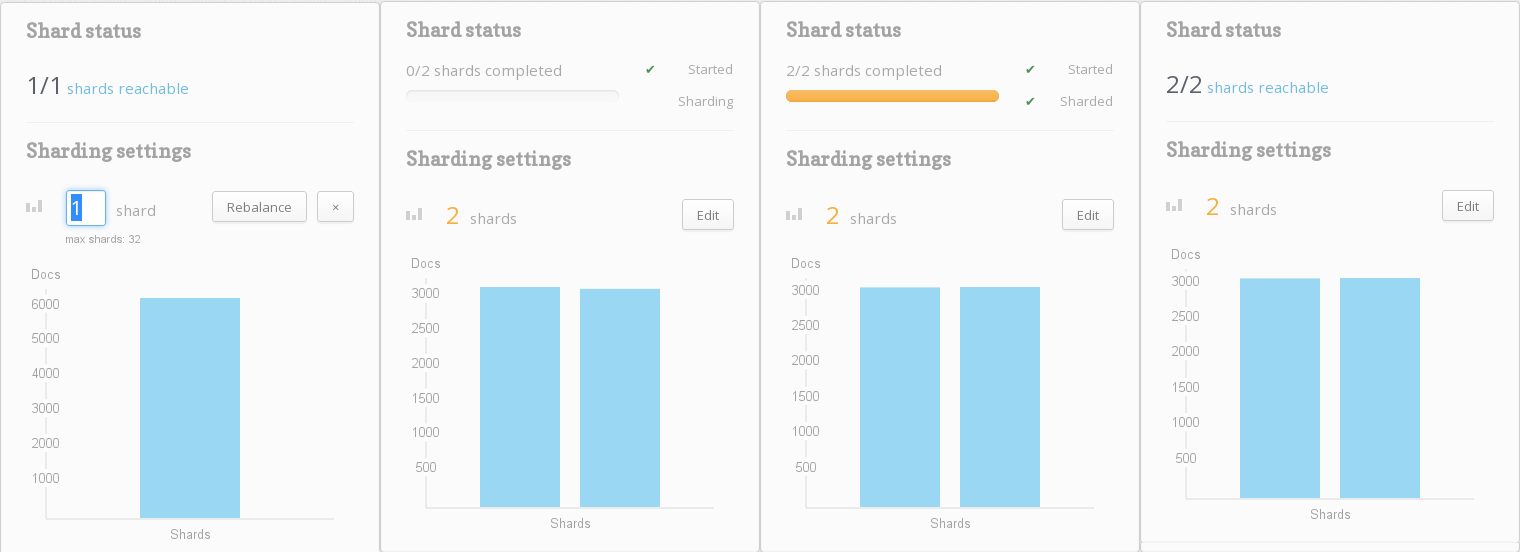 Shard status
1/1 shards reachable
Sharding settings
1 shard
Rebalance
×
max shards: 32
Docs
6000
5000
4000
3000
2000
1000
Shards
Shard status
0/2 shards completed
✔ Started
Sharding
Sharding settings
2 shards
Edit
Docs
3000
2500
2000
1500
1000
500
Shards
Shard status
2/2 shards completed
✔ Started
✔ Sharded
Sharding settings
2 shards
Edit
Docs
3000
2500
2000
1500
1000
500
Shards
Shard status
2/2 shards reachable
Sharding settings
2 shards
Edit
Docs
3000
2500
2000
1500
1000
500
Shards